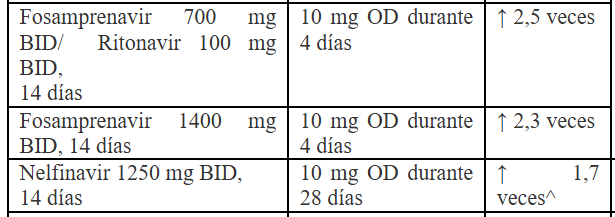 Fosamprenavir 700 mg
BID/ Ritonavir 100 mg
BID,
14 días
10 mg OD durante
4 días
↑ 2,5 veces
Fosamprenavir 1400 mg
BID, 14 días
10 mg OD durante
4 días
↑ 2,3 veces
Nelfinavir 1250 mg BID,
14 días
10 mg OD durante
28 días
↑ 1,7
veces^